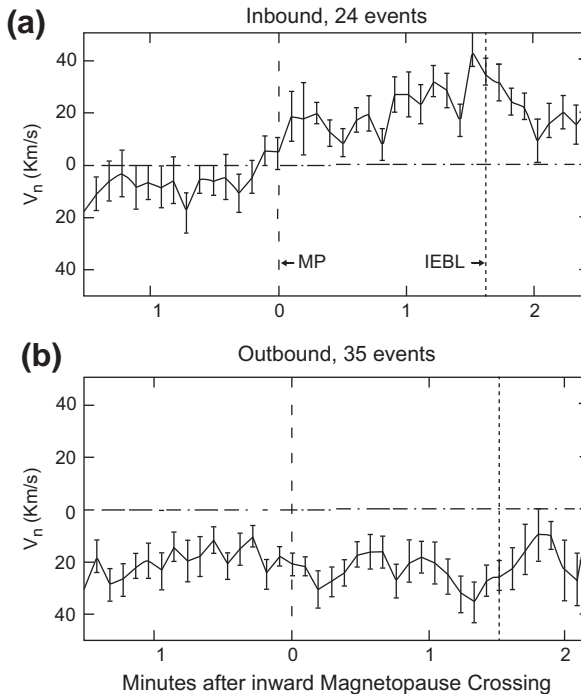 (a)
Inbound, 24 events
40
20
0
20
40
Vn (Km/s)
MP
IEBL
1
0
1
2
(b)
Outbound, 35 events
40
20
0
20
40
Vn (Km/s)
1
0
1
2
Minutes after inward Magnetopause Crossing